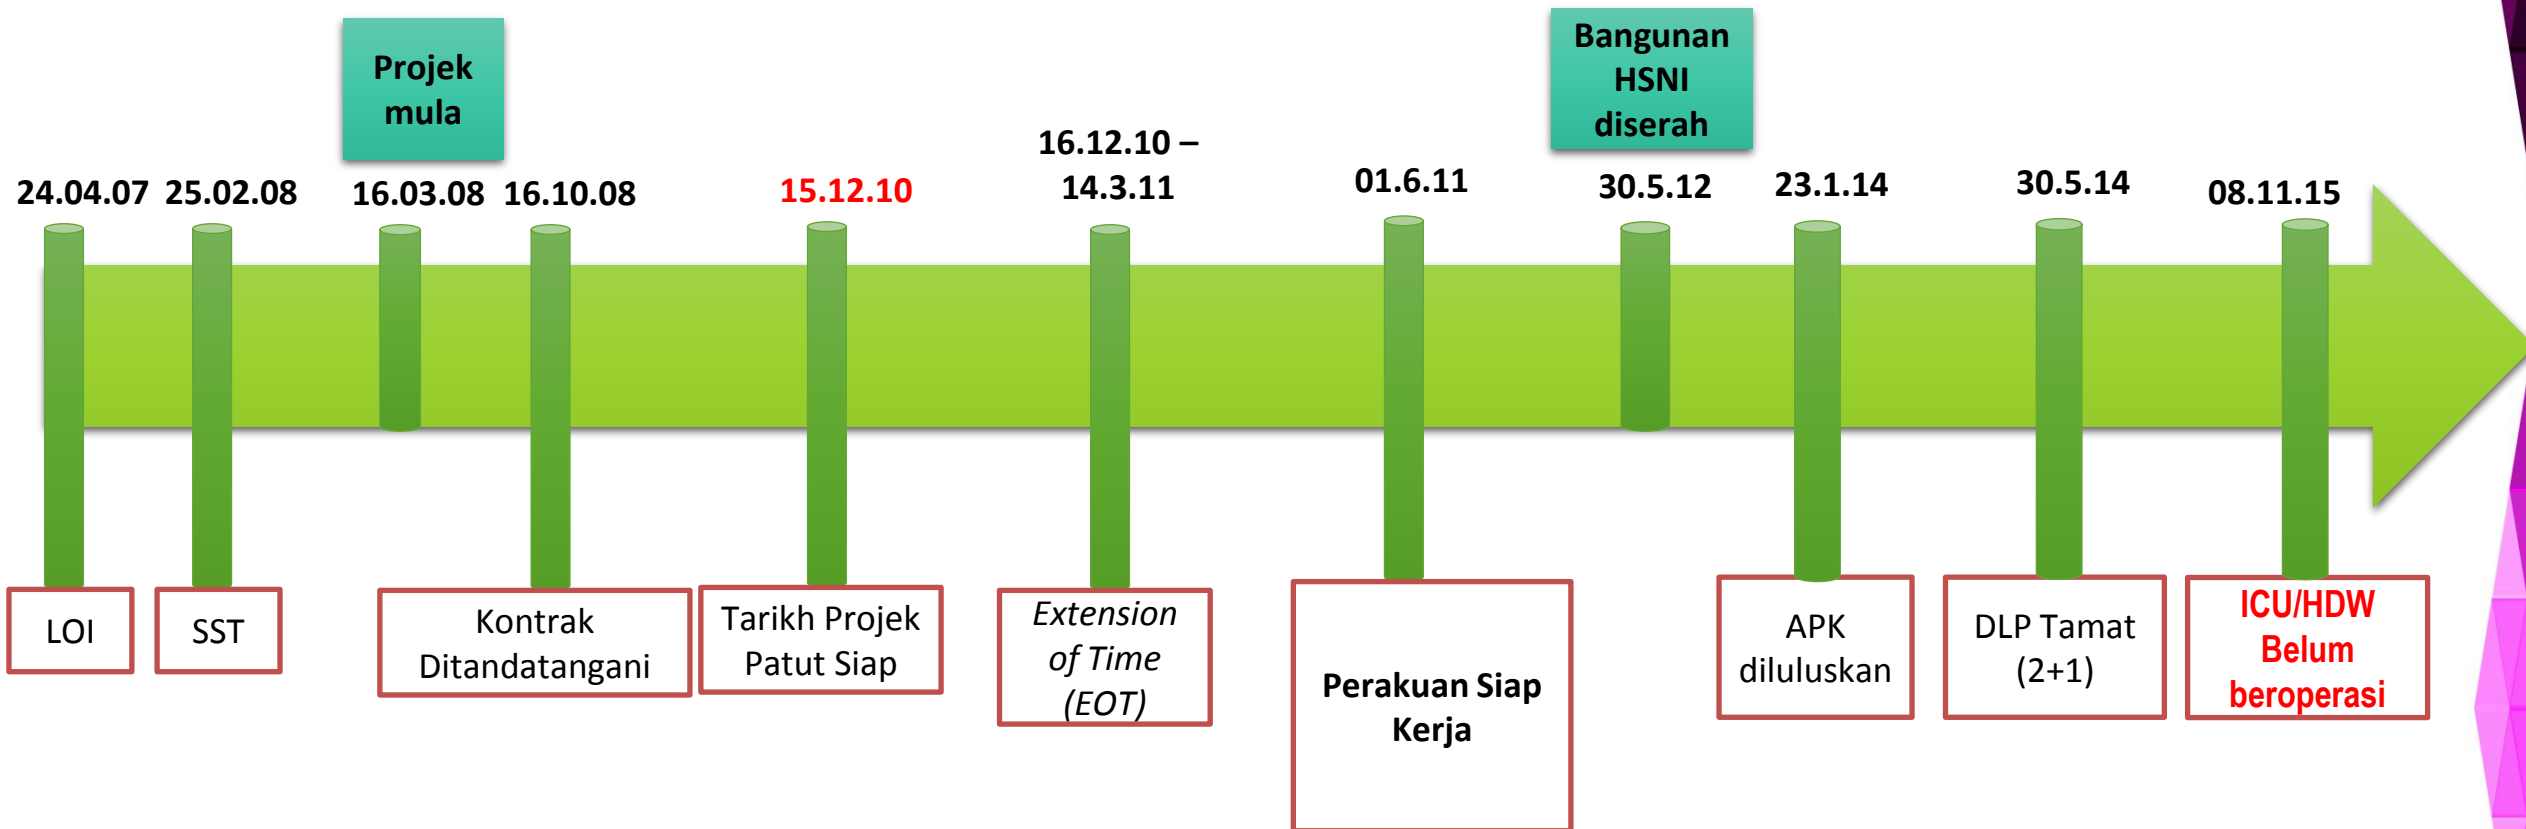 Projek
mula
Bangunan
HSNI
diserah
24.04.07
25.02.08
16.03.08
16.10.08
15.12.10
16.12.10 –
14.3.11
01.6.11
30.5.12
23.1.14
30.5.14
08.11.15
LOI
SST
Kontrak
Ditandatangani
Tarikh Projek
Patut Siap
Extension
of Time
(EOT)
Perakuan Siap
Kerja
APK
diluluskan
DLP Tamat
(2+1)
ICU/HDW
Belum
beroperasi